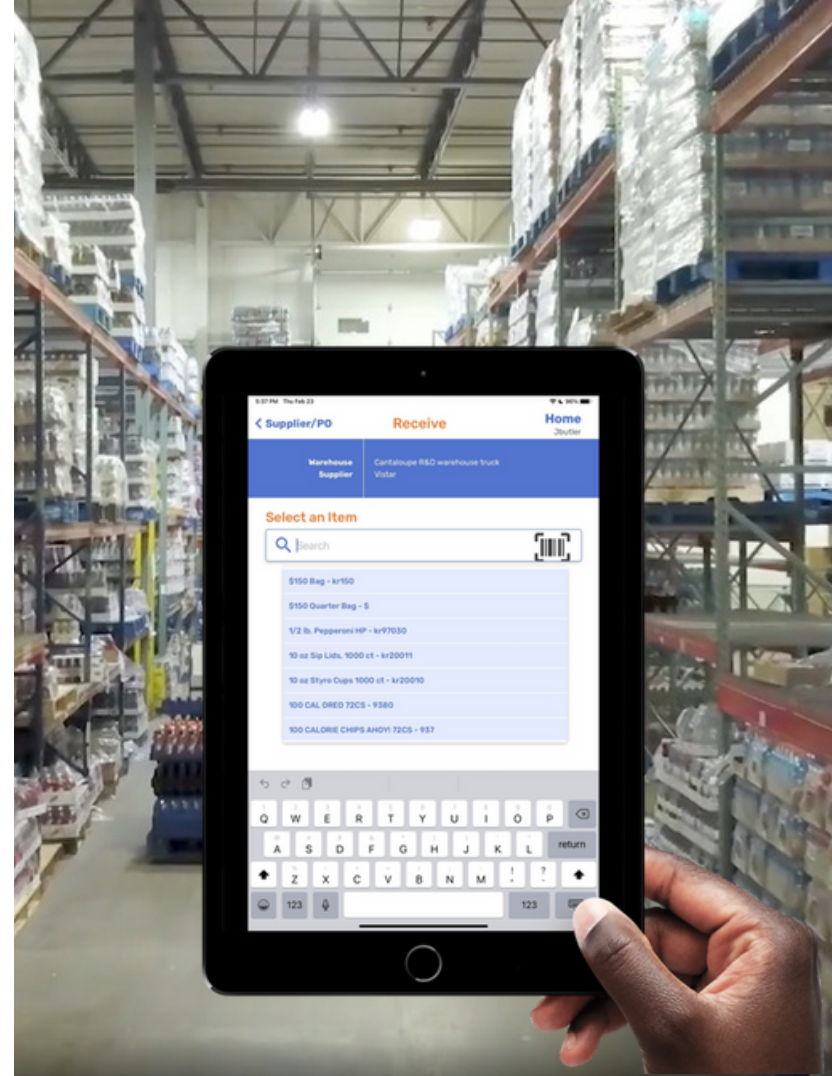 5:37 PM Thu Feb 23
96%
< Supplier/PO Receive Home
Jbutler
Warehouse Cantaloupe R&D warehouse truck
Supplier Vistar
Select an Item
Search
$150 Bag - kr150
$150 Quarter Bag - $
1/2 lb. Pepperoni HP - kr97030
10 oz Sip Lids, 1000 ct - kr20011
10 oz Styro Cups 1000 ct - kr20010
100 CAL OREO 72CS - 9380
100 CALORIE CHIPS AHOY! 72CS - 937
Q W E R T Y U I O P
A S D F G H J K L return
Z X C V B N M ! ?
123 123